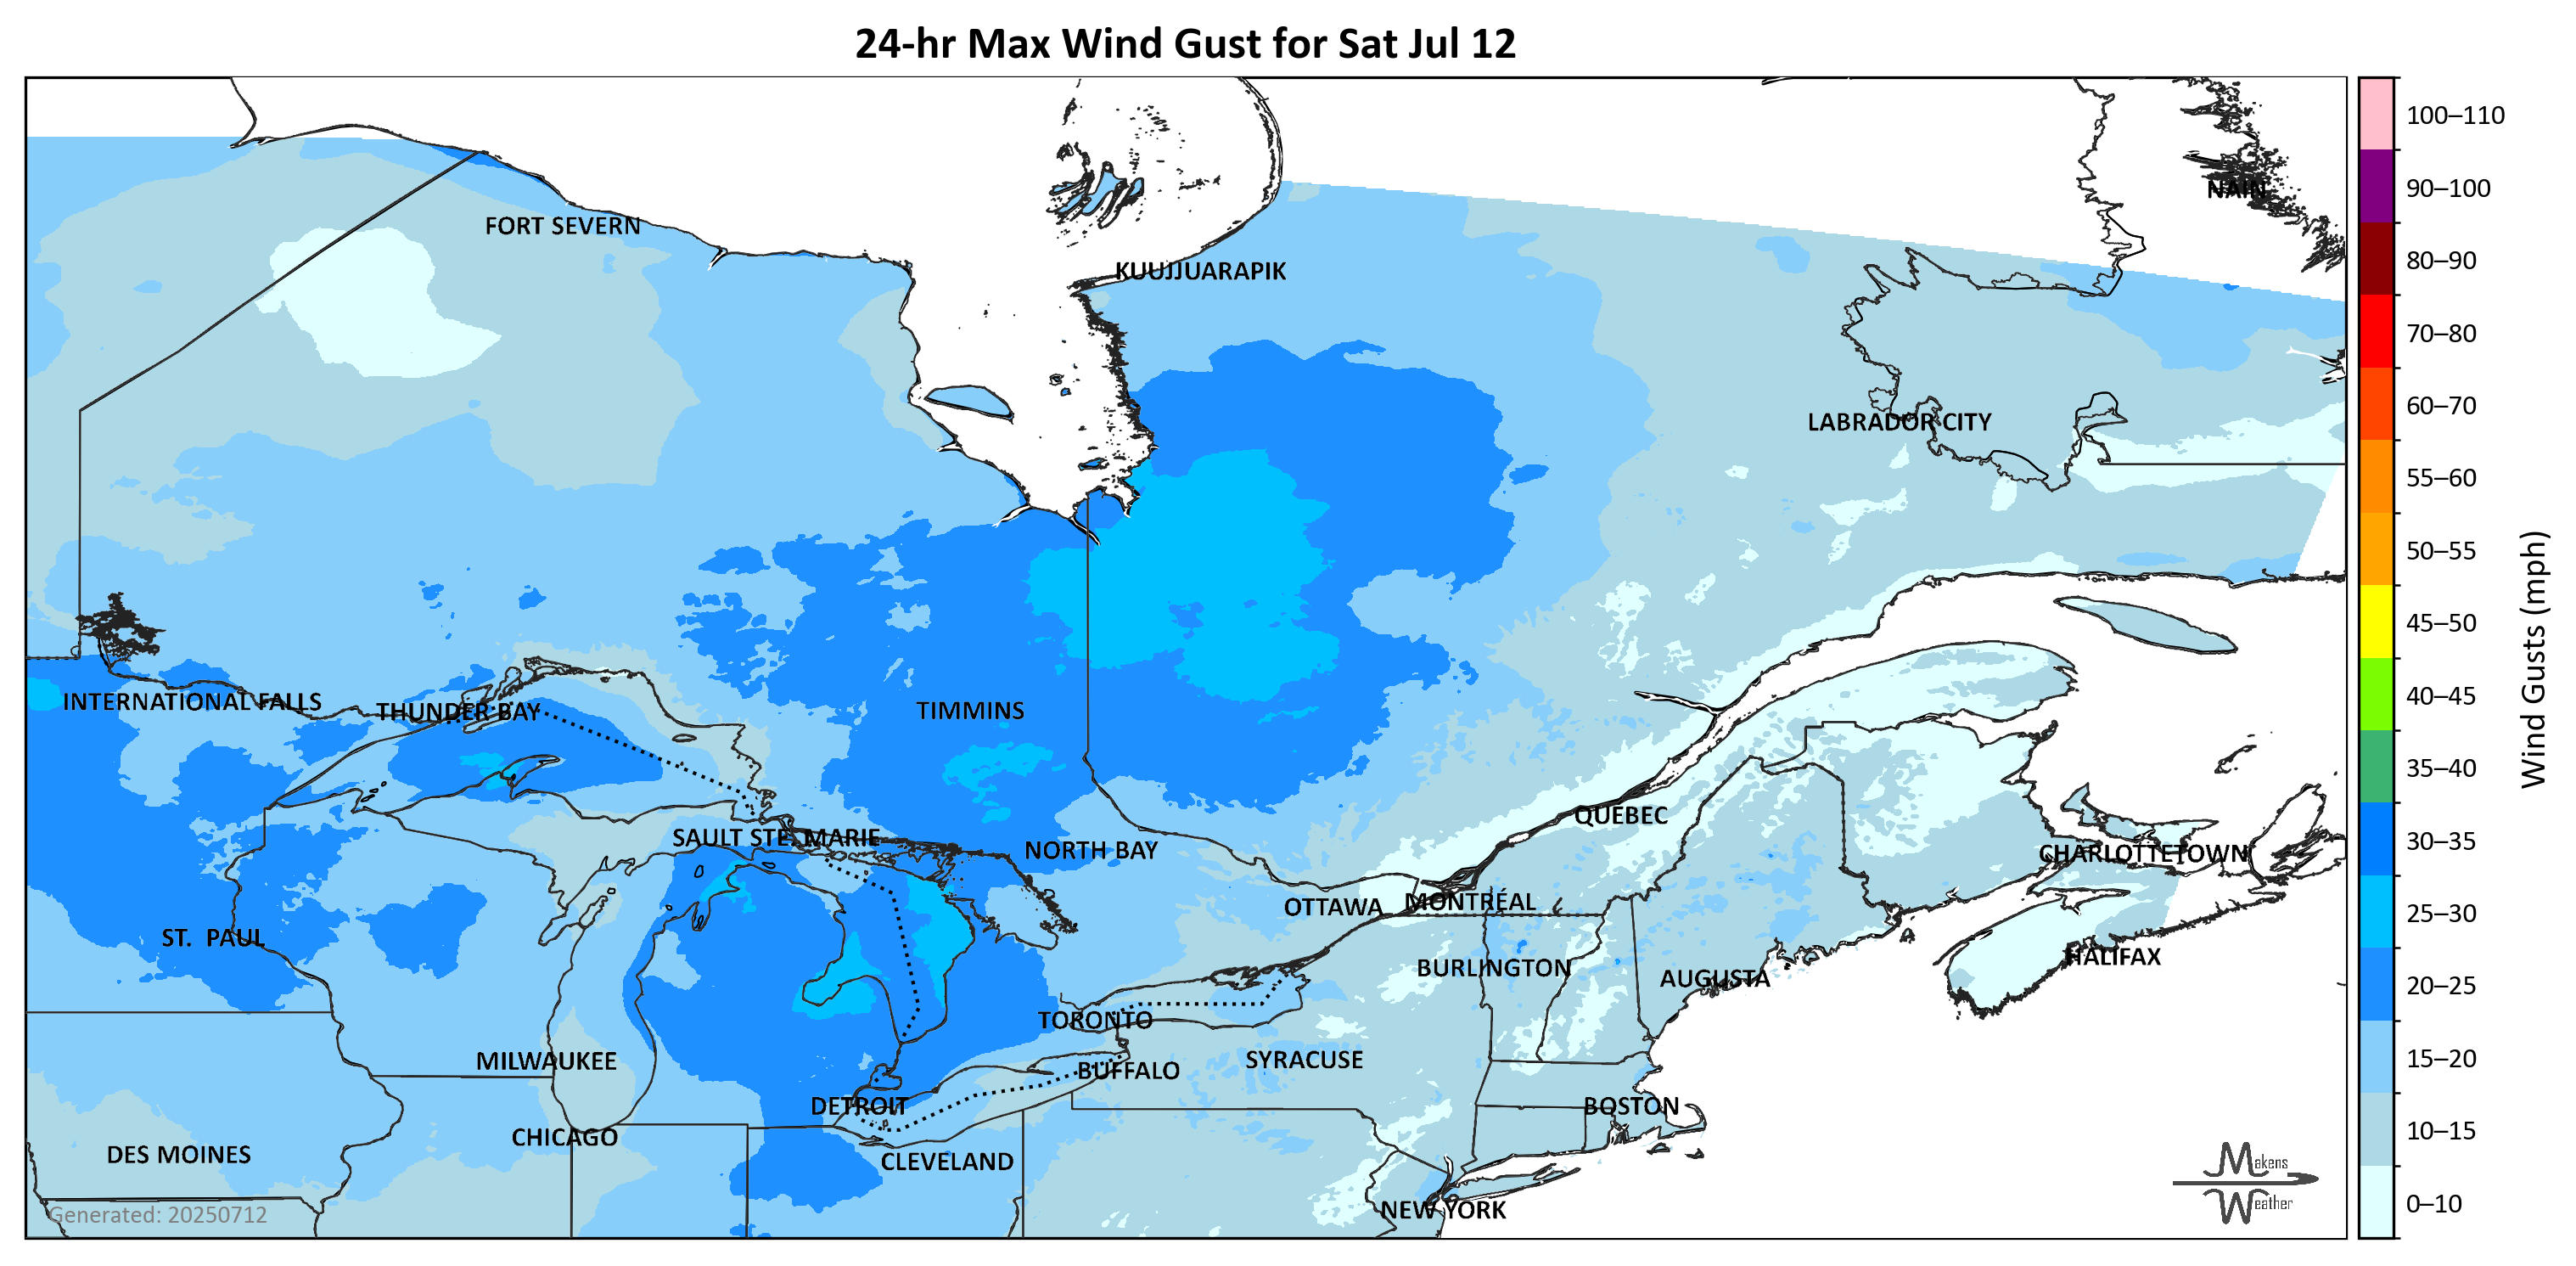 24-hr Max Wind Gust for Sat Jul 12
100–110
90–100
NAIN
FORT SEVERN
80–90
KUUJJUARAPIK
70–80
60–70
LABRADOR CITY
55–60
50–55
45–50
Wind Gusts (mph)
40–45
INTERNATIONAL FALLS
THUNDER BAY
TIMMINS
35–40
QUEBEC
SAULT STE. MARIE
30–35
NORTH BAY
CHARLOTTETOWN
OTTAWA
MONTRÉAL
25–30
ST. PAUL
HALIFAX
BURLINGTON
AUGUSTA
20–25
TORONTO
MILWAUKEE
SYRACUSE
15–20
BUFFALO
DETROIT
BOSTON
CHICAGO
10–15
DES MOINES
CLEVELAND
Makens
Weather
0–10
NEW YORK
Generated: 20250712